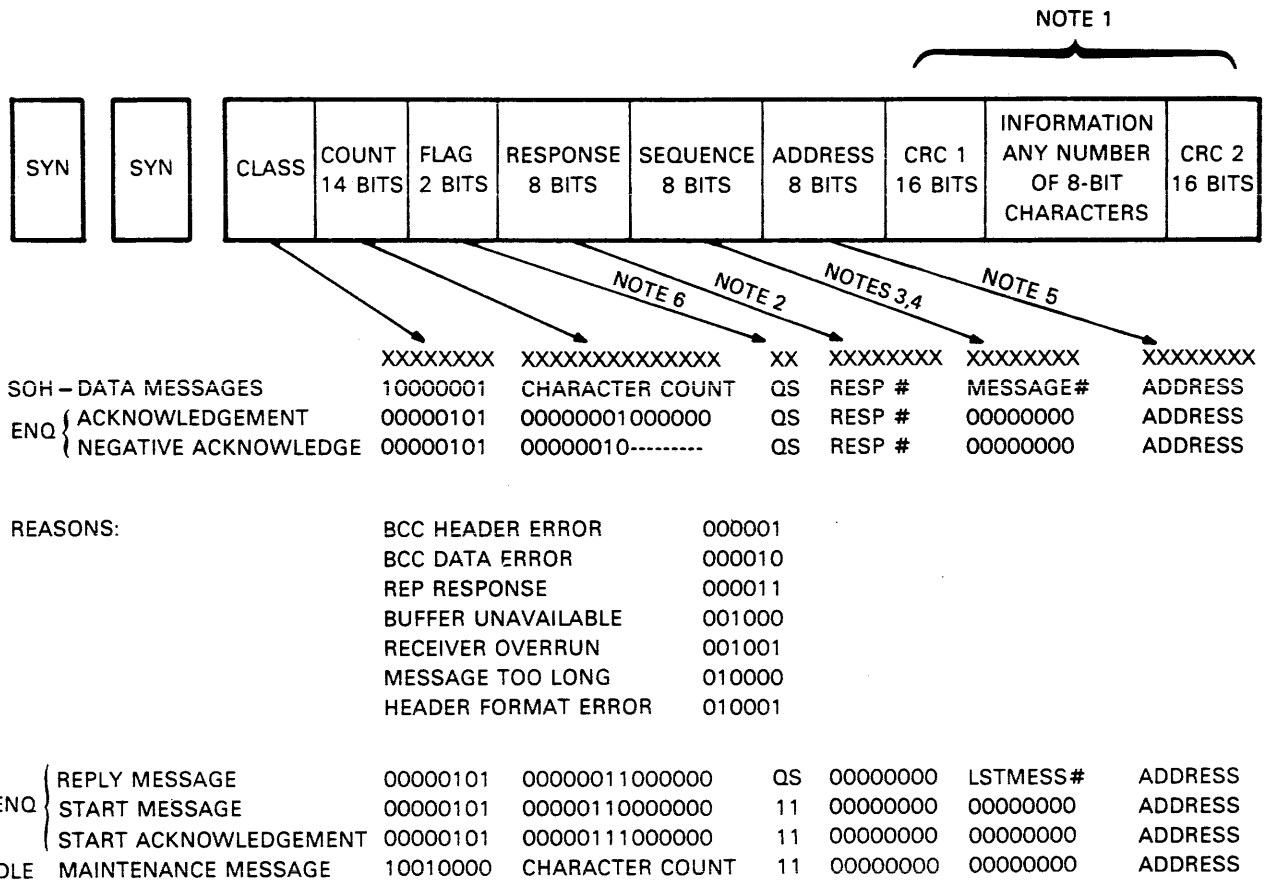 NOTE 1
SYN SYN CLASS COUNT 14 BITS FLAG 2 BITS RESPONSE 8 BITS SEQUENCE 8 BITS ADDRESS 8 BITS CRC 1 16 BITS INFORMATION ANY NUMBER OF 8-BIT CHARACTERS CRC 2 16 BITS
NOTE 6 NOTE 2 NOTES 3,4 NOTE 5
XXXXXXXX XXXXXXXXXXXXXX XX XXXXXXXX XXXXXXXX XXXXXXXX
SOH – DATA MESSAGES 10000001 CHARACTER COUNT QS RESP # MESSAGE# ADDRESS
ENQ { ACKNOWLEDGEMENT 00000101 00000001000000 QS RESP # 00000000 ADDRESS
NEGATIVE ACKNOWLEDGE 00000101 00000010--------- QS RESP # 00000000 ADDRESS
REASONS: BCC HEADER ERROR 000001
BCC DATA ERROR 000010
REP RESPONSE 000011
BUFFER UNAVAILABLE 001000
RECEIVER OVERRUN 001001
MESSAGE TOO LONG 010000
HEADER FORMAT ERROR 010001
REPLY MESSAGE 00000101 00000011000000 QS 00000000 LSTMESS# ADDRESS
ENQ { START MESSAGE 00000101 00000110000000 11 00000000 00000000 ADDRESS
START ACKNOWLEDGEMENT 00000101 00000111000000 11 00000000 00000000 ADDRESS
DLE MAINTENANCE MESSAGE 10010000 CHARACTER COUNT 11 00000000 00000000 ADDRESS